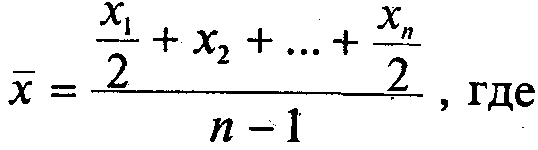 x̄ = (x₁/2 + x₂ + ... + xₙ/2)/(n − 1) , где